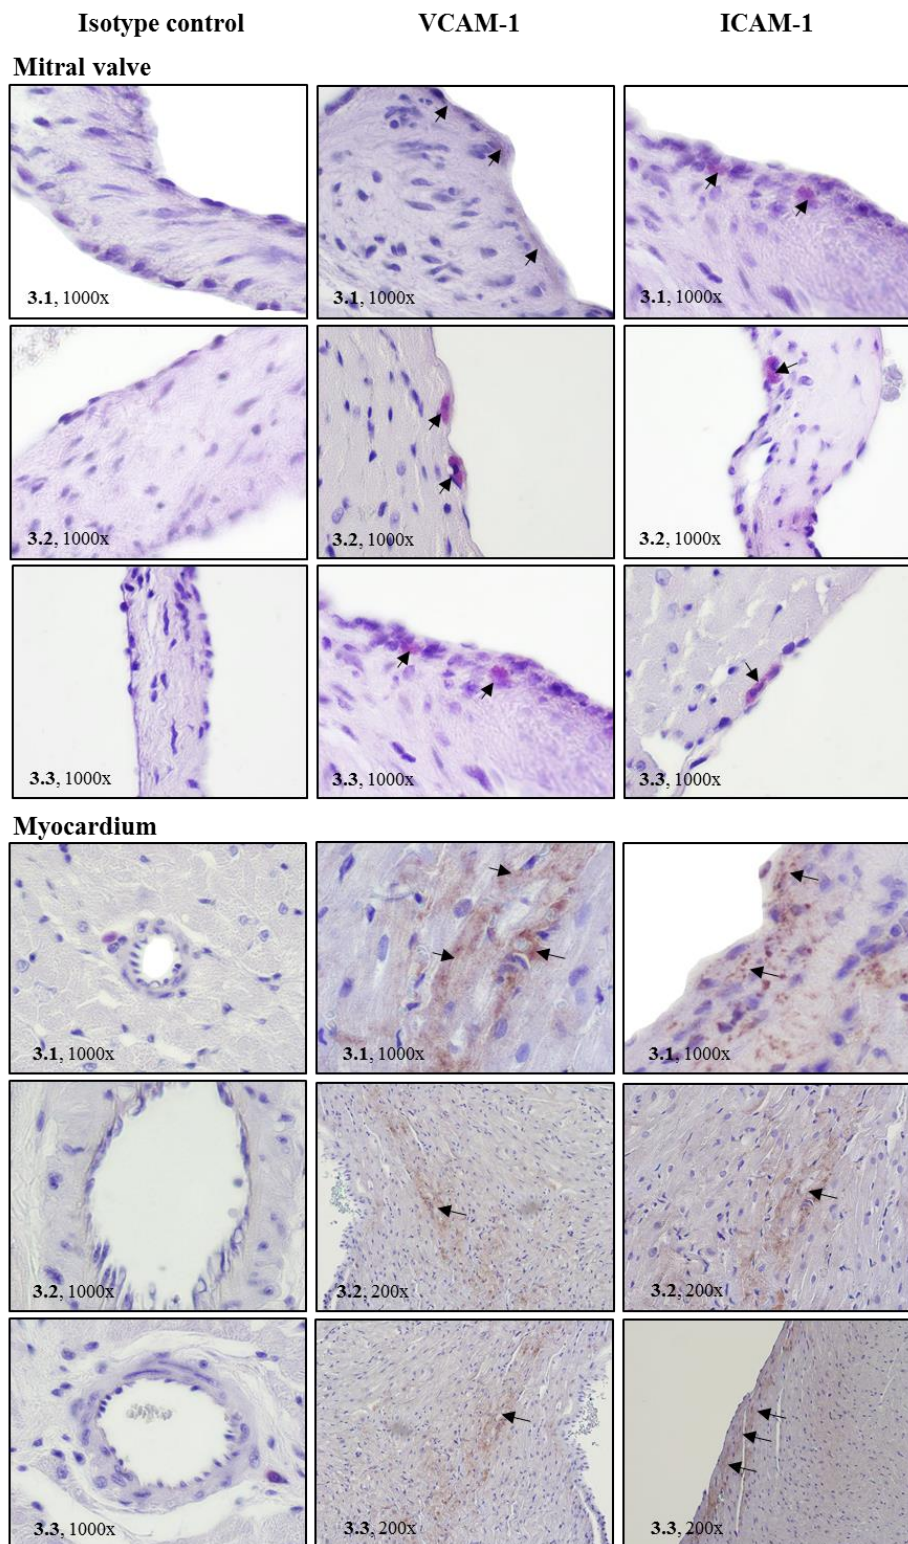 Isotype control VCAM-1 ICAM-1
Mitral valve
3.1, 1000x 3.1, 1000x 3.1, 1000x
3.2, 1000x 3.2, 1000x 3.2, 1000x
3.3, 1000x 3.3, 1000x 3.3, 1000x
Myocardium
3.1, 1000x 3.1, 1000x 3.1, 1000x
3.2, 1000x 3.2, 200x 3.2, 200x
3.3, 1000x 3.3, 200x 3.3, 200x